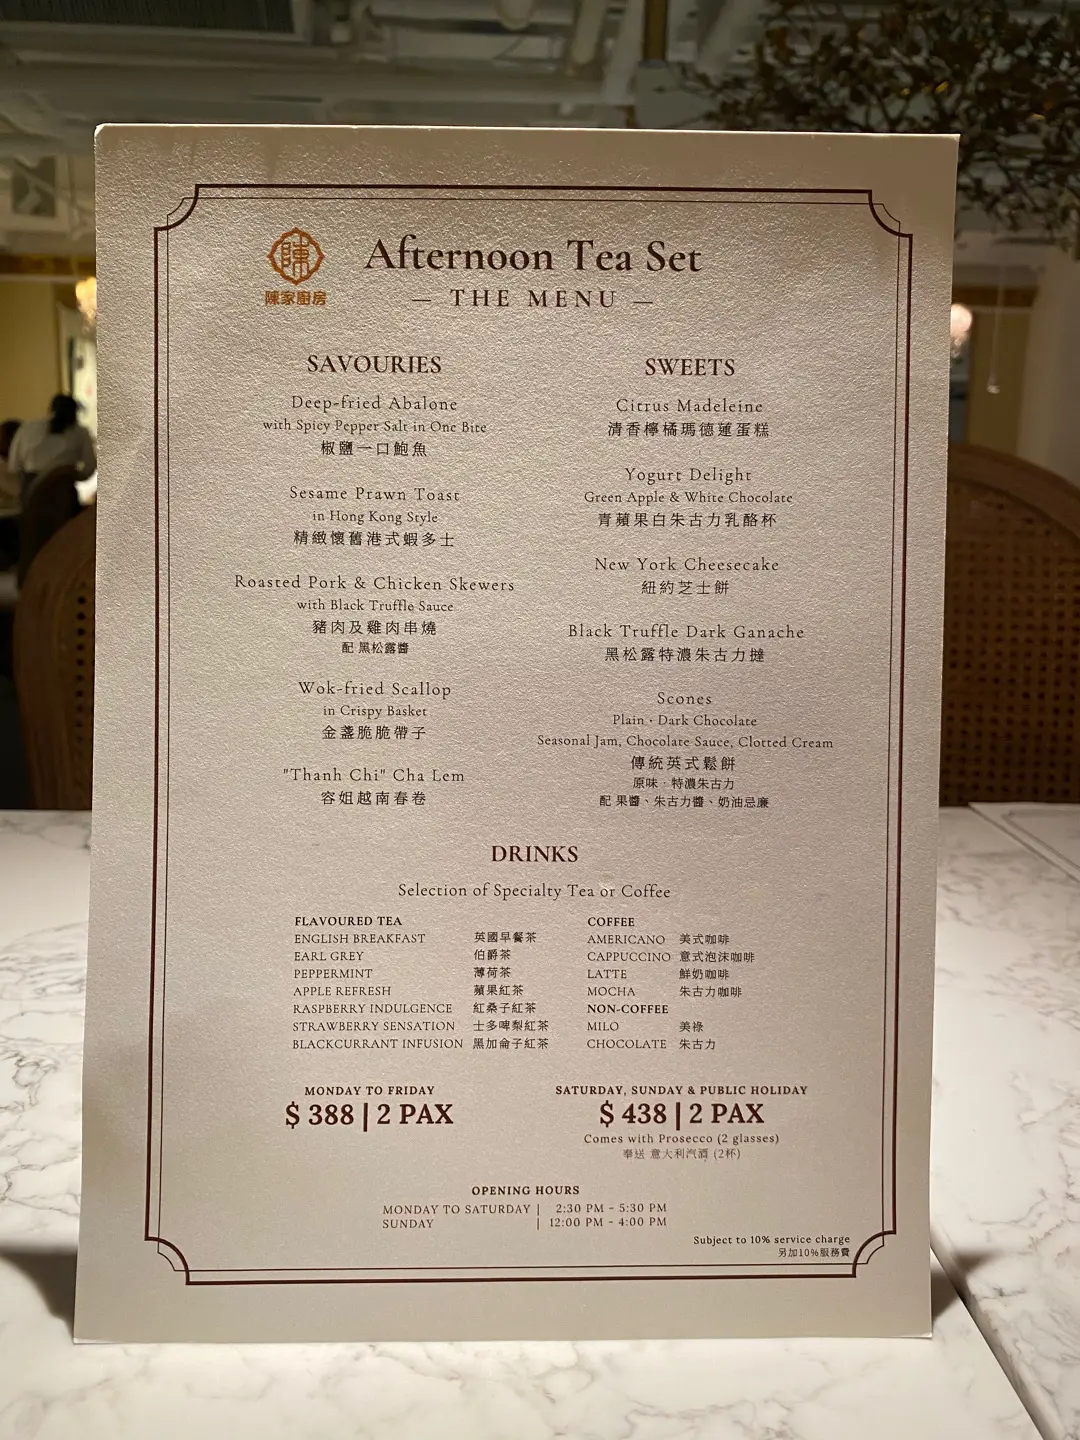 陳
陳家廚房
Afternoon Tea Set
— THE MENU —
SAVOURIES
Deep-fried Abalone
with Spicy Pepper Salt in One Bite
椒鹽一口鮑魚
Sesame Prawn Toast
in Hong Kong Style
精緻懷舊港式蝦多士
Roasted Pork & Chicken Skewers
with Black Truffle Sauce
豬肉及雞肉串燒
配 黑松露醬
Wok-fried Scallop
in Crispy Basket
金盞脆脆帶子
"Thanh Chi" Cha Lem
容姐越南春卷
SWEETS
Citrus Madeleine
清香檸橘瑪德蓮蛋糕
Yogurt Delight
Green Apple & White Chocolate
青蘋果白朱古力乳酪杯
New York Cheesecake
紐約芝士餅
Black Truffle Dark Ganache
黑松露特濃朱古力撻
Scones
Plain · Dark Chocolate
Seasonal Jam, Chocolate Sauce, Clotted Cream
傳統英式鬆餅
原味 · 特濃朱古力
配 果醬、朱古力醬、奶油忌廉
DRINKS
Selection of Specialty Tea or Coffee
FLAVOURED TEA
ENGLISH BREAKFAST 英國早餐茶
EARL GREY 伯爵茶
PEPPERMINT 薄荷茶
APPLE REFRESH 蘋果紅茶
RASPBERRY INDULGENCE 紅桑子紅茶
STRAWBERRY SENSATION 士多啤梨紅茶
BLACKCURRANT INFUSION 黑加侖子紅茶
COFFEE
AMERICANO 美式咖啡
CAPPUCCINO 意式泡沫咖啡
LATTE 鮮奶咖啡
MOCHA 朱古力咖啡
NON-COFFEE
MILO 美祿
CHOCOLATE 朱古力
MONDAY TO FRIDAY
$ 388 | 2 PAX
SATURDAY, SUNDAY & PUBLIC HOLIDAY
$ 438 | 2 PAX
Comes with Prosecco (2 glasses)
奉送 意大利汽酒 (2杯)
OPENING HOURS
MONDAY TO SATURDAY | 2:30 PM - 5:30 PM
SUNDAY | 12:00 PM - 4:00 PM
Subject to 10% service charge
另加10%服務費